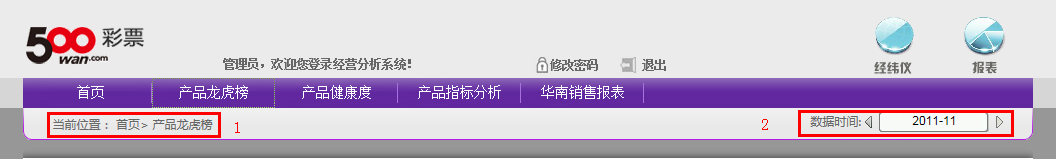 500 彩票
wan.com
管理员，欢迎您登录经营分析系统! 修改密码 退出
经纬仪 报表
首页 产品龙虎榜 产品健康度 产品指标分析 华南销售报表
当前位置： 首页> 产品龙虎榜 1 2 数据时间: 2011-11